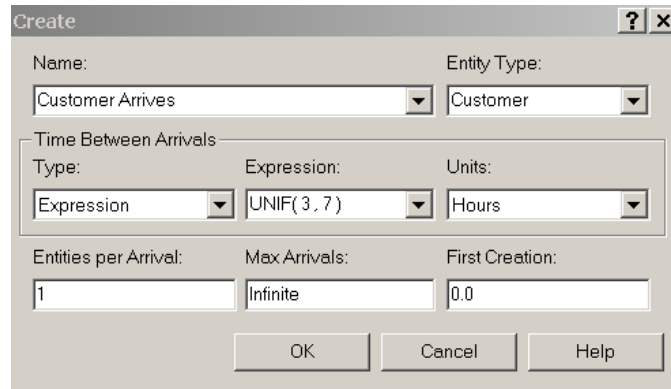 Create ? ×
Name: Entity Type:
Customer Arrives Customer
Time Between Arrivals
Type: Expression: Units:
Expression UNIF( 3 , 7 ) Hours
Entities per Arrival: Max Arrivals: First Creation:
1 Infinite 0.0
OK Cancel Help